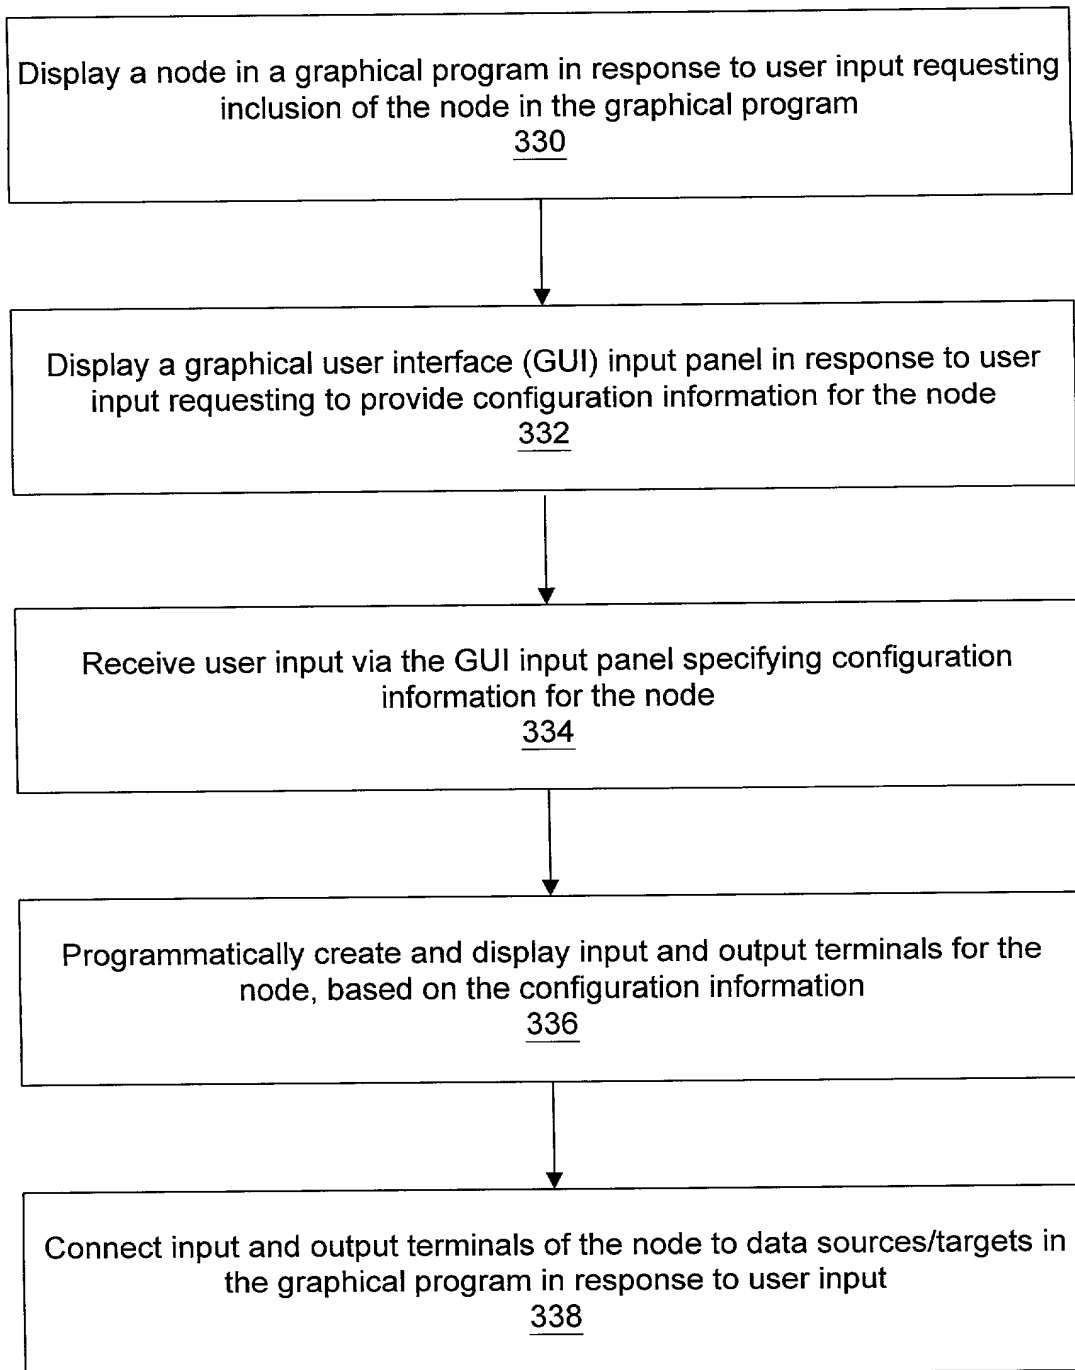 Display a node in a graphical program in response to user input requesting
inclusion of the node in the graphical program
330
Display a graphical user interface (GUI) input panel in response to user
input requesting to provide configuration information for the node
332
Receive user input via the GUI input panel specifying configuration
information for the node
334
Programmatically create and display input and output terminals for the
node, based on the configuration information
336
Connect input and output terminals of the node to data sources/targets in
the graphical program in response to user input
338